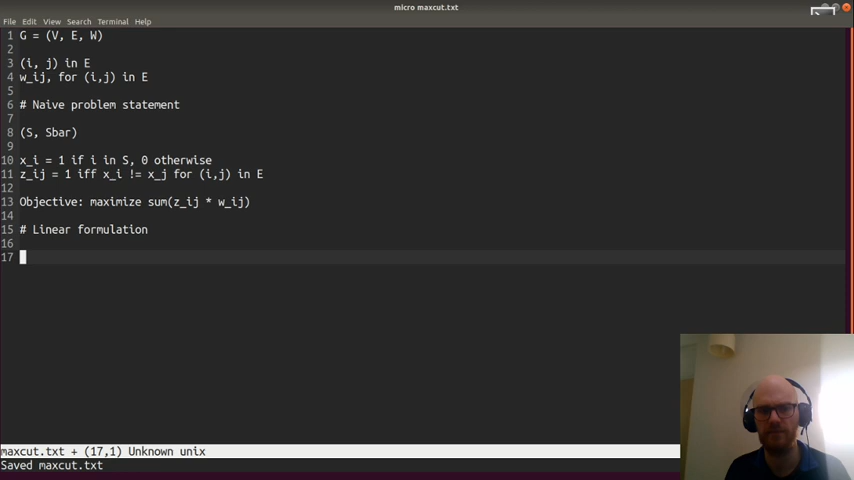 micro maxcut.txt
File Edit View Search Terminal Help
1 G = (V, E, W)
2
3 (i, j) in E
4 w_ij, for (i,j) in E
5
6 # Naive problem statement
7
8 (S, Sbar)
9
10 x_i = 1 if i in S, 0 otherwise
11 z_ij = 1 iff x_i != x_j for (i,j) in E
12
13 Objective: maximize sum(z_ij * w_ij)
14
15 # Linear formulation
16
17
maxcut.txt + (17,1) Unknown unix
Saved maxcut.txt